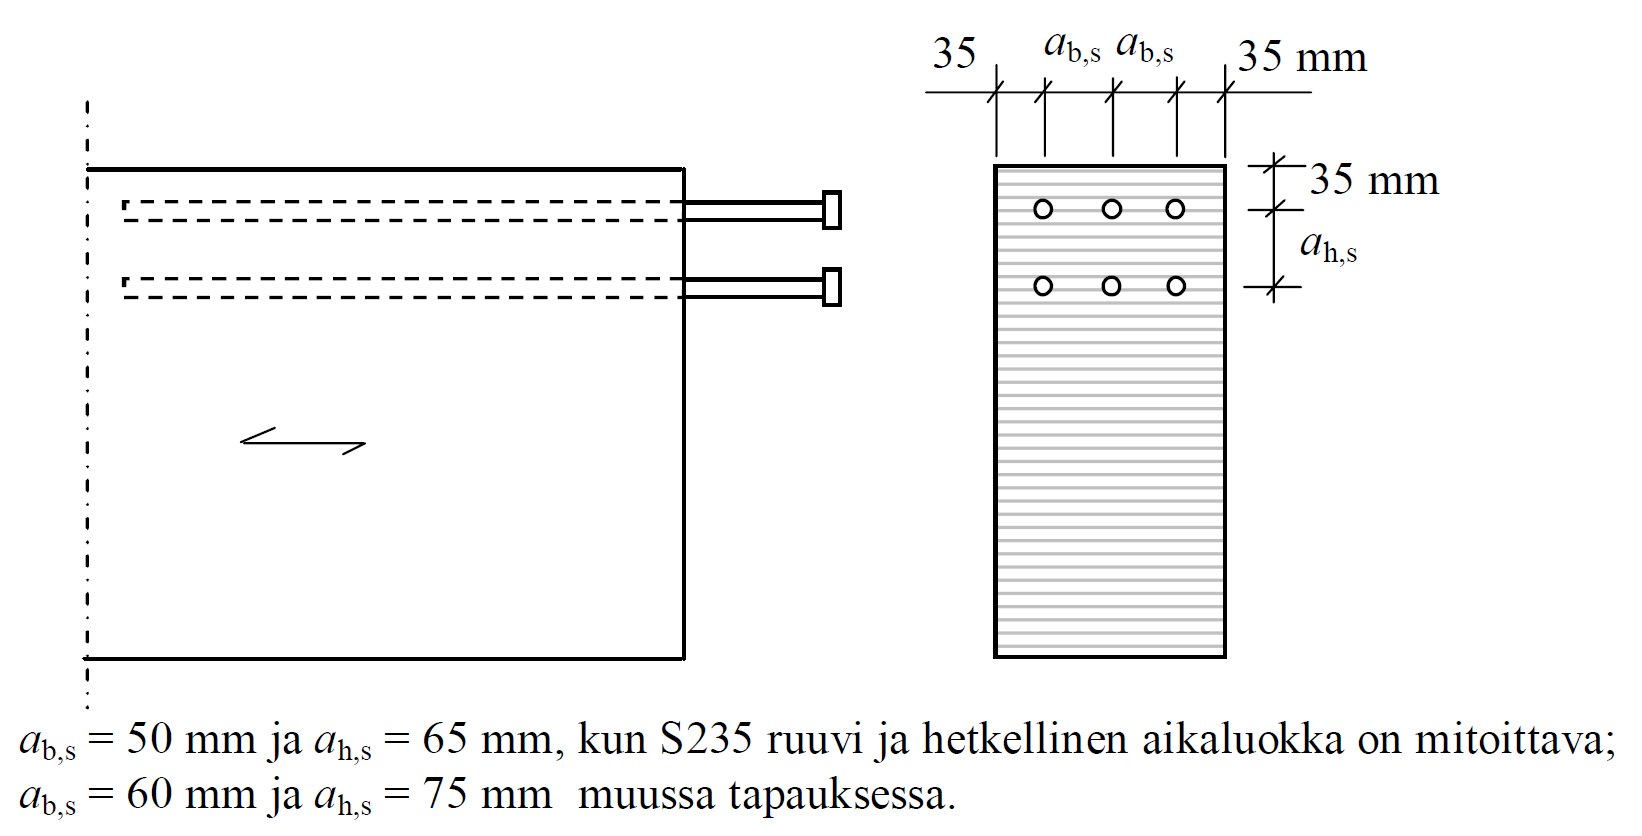 35 ab,s ab,s 35 mm
35 mm
ah,s
ab,s = 50 mm ja ah,s = 65 mm, kun S235 ruuvi ja hetkellinen aikaluokka on mitoittava;
ab,s = 60 mm ja ah,s = 75 mm muussa tapauksessa.